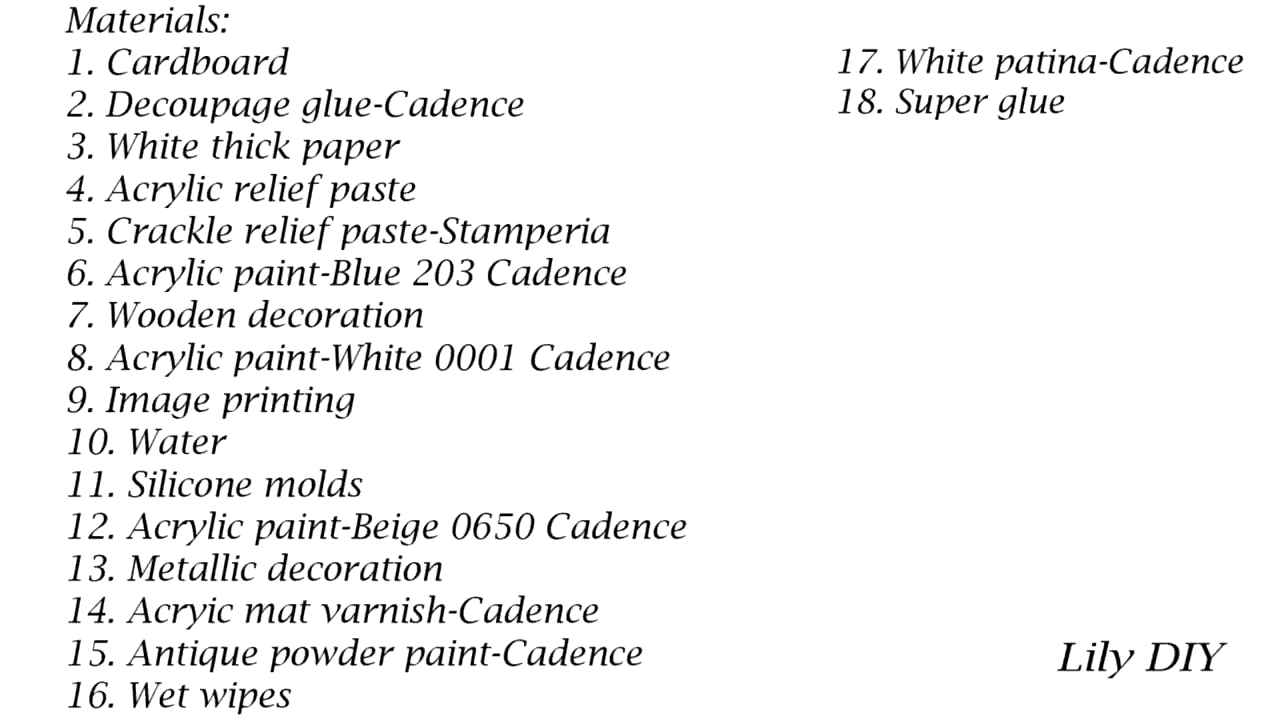 Materials:
1. Cardboard
2. Decoupage glue-Cadence
3. White thick paper
4. Acrylic relief paste
5. Crackle relief paste-Stamperia
6. Acrylic paint-Blue 203 Cadence
7. Wooden decoration
8. Acrylic paint-White 0001 Cadence
9. Image printing
10. Water
11. Silicone molds
12. Acrylic paint-Beige 0650 Cadence
13. Metallic decoration
14. Acryic mat varnish-Cadence
15. Antique powder paint-Cadence
16. Wet wipes
17. White patina-Cadence
18. Super glue
Lily DIY